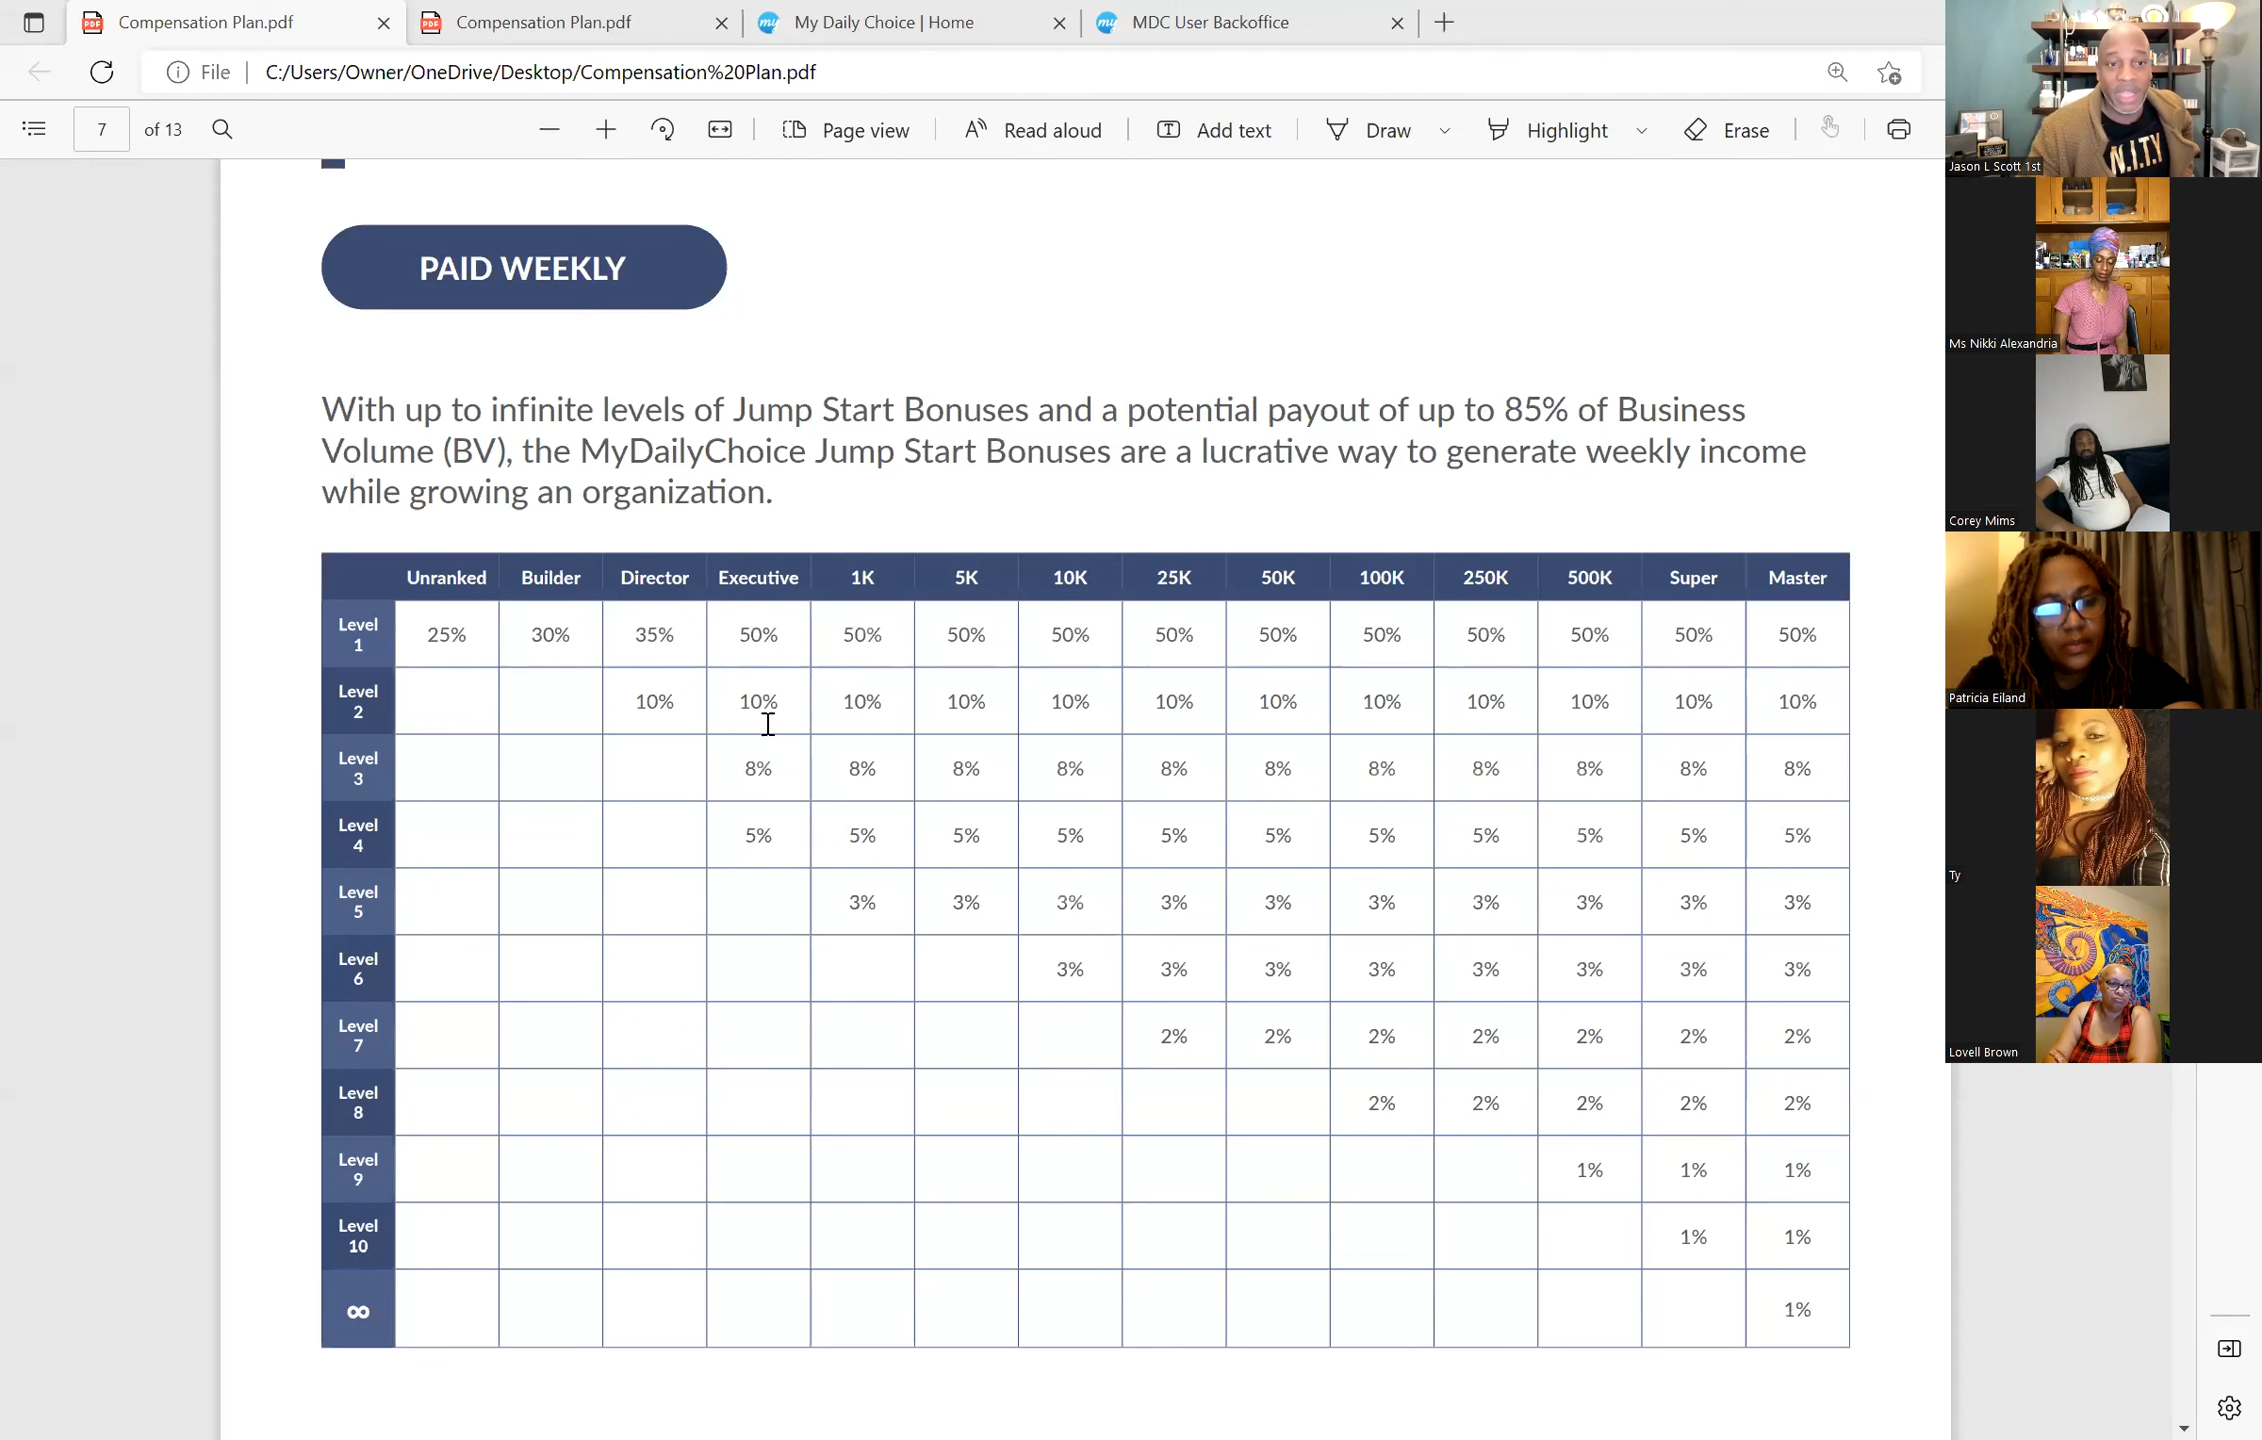 Compensation Plan.pdf
Compensation Plan.pdf
My Daily Choice | Home
MDC User Backoffice
File
C:/Users/Owner/OneDrive/Desktop/Compensation%20Plan.pdf
7 of 13
Page view
Read aloud
Add text
Draw
Highlight
Erase
PAID WEEKLY
With up to infinite levels of Jump Start Bonuses and a potential payout of up to 85% of Business
Volume (BV), the MyDailyChoice Jump Start Bonuses are a lucrative way to generate weekly income
while growing an organization.
Unranked Builder Director Executive 1K 5K 10K 25K 50K 100K 250K 500K Super Master
Level 1 25% 30% 35% 50% 50% 50% 50% 50% 50% 50% 50% 50% 50% 50%
Level 2 10% 10% 10% 10% 10% 10% 10% 10% 10% 10% 10% 10%
Level 3 8% 8% 8% 8% 8% 8% 8% 8% 8% 8% 8%
Level 4 5% 5% 5% 5% 5% 5% 5% 5% 5% 5% 5%
Level 5 3% 3% 3% 3% 3% 3% 3% 3% 3% 3%
Level 6 3% 3% 3% 3% 3% 3% 3% 3%
Level 7 2% 2% 2% 2% 2% 2% 2%
Level 8 2% 2% 2% 2% 2%
Level 9 1% 1% 1%
Level 10 1% 1%
∞ 1%
N.I.T.Y
Jason L Scott 1st
Ms Nikki Alexandria
Corey Mims
Patricia Eiland
Ty
Lovell Brown